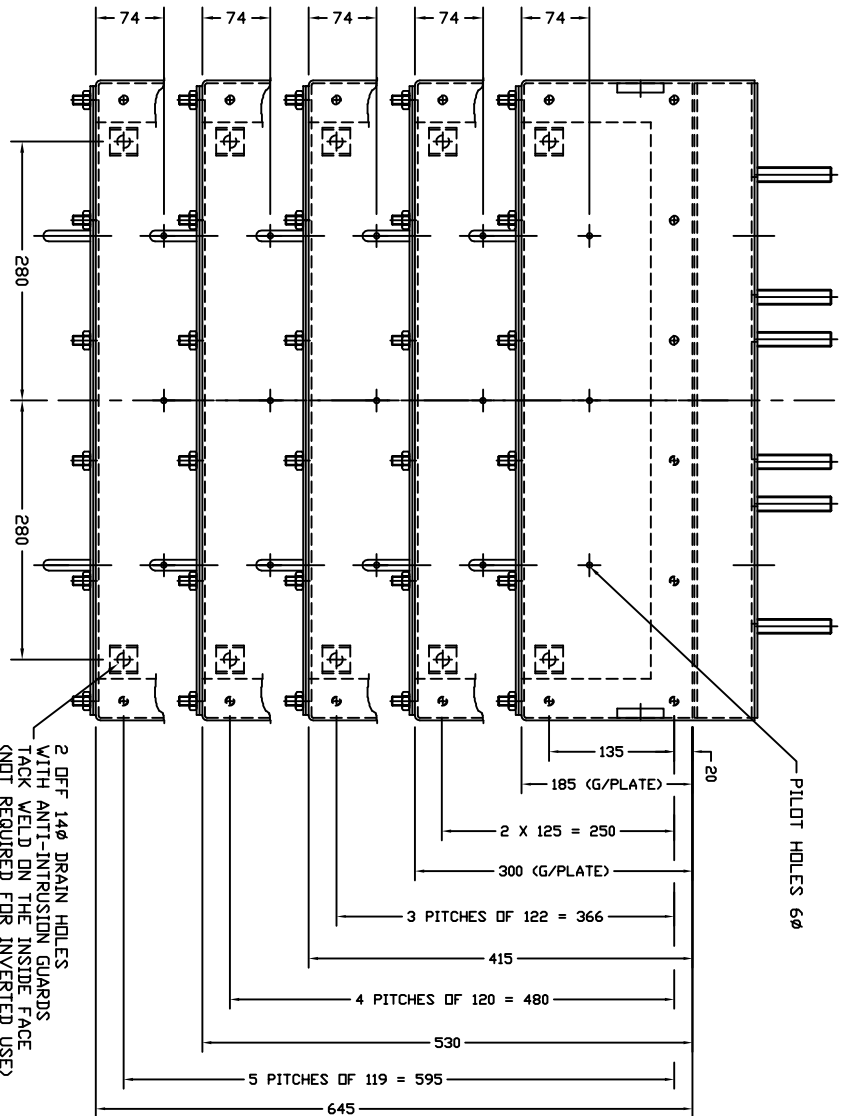 74
74
74
74
74
280
280
PILOT HOLES 6ø
20
135
185 (G/PLATE)
2 X 125 = 250
300 (G/PLATE)
3 PITCHES OF 122 = 366
415
4 PITCHES OF 120 = 480
530
5 PITCHES OF 119 = 595
645
2 OFF 14ø DRAIN HOLES
WITH ANTI-INTRUSION GUARDS
TACK WELD ON THE INSIDE FACE
(NOT REQUIRED FOR INVERTED USE)